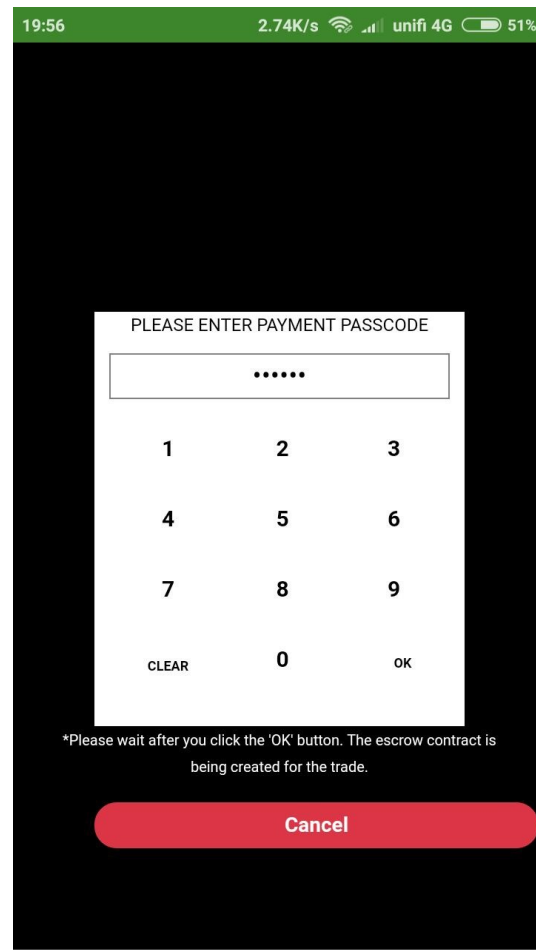 19:56 2.74K/s unifi 4G 51%
PLEASE ENTER PAYMENT PASSCODE
••••••
1 2 3
4 5 6
7 8 9
CLEAR 0 OK
*Please wait after you click the 'OK' button. The escrow contract is
being created for the trade.
Cancel